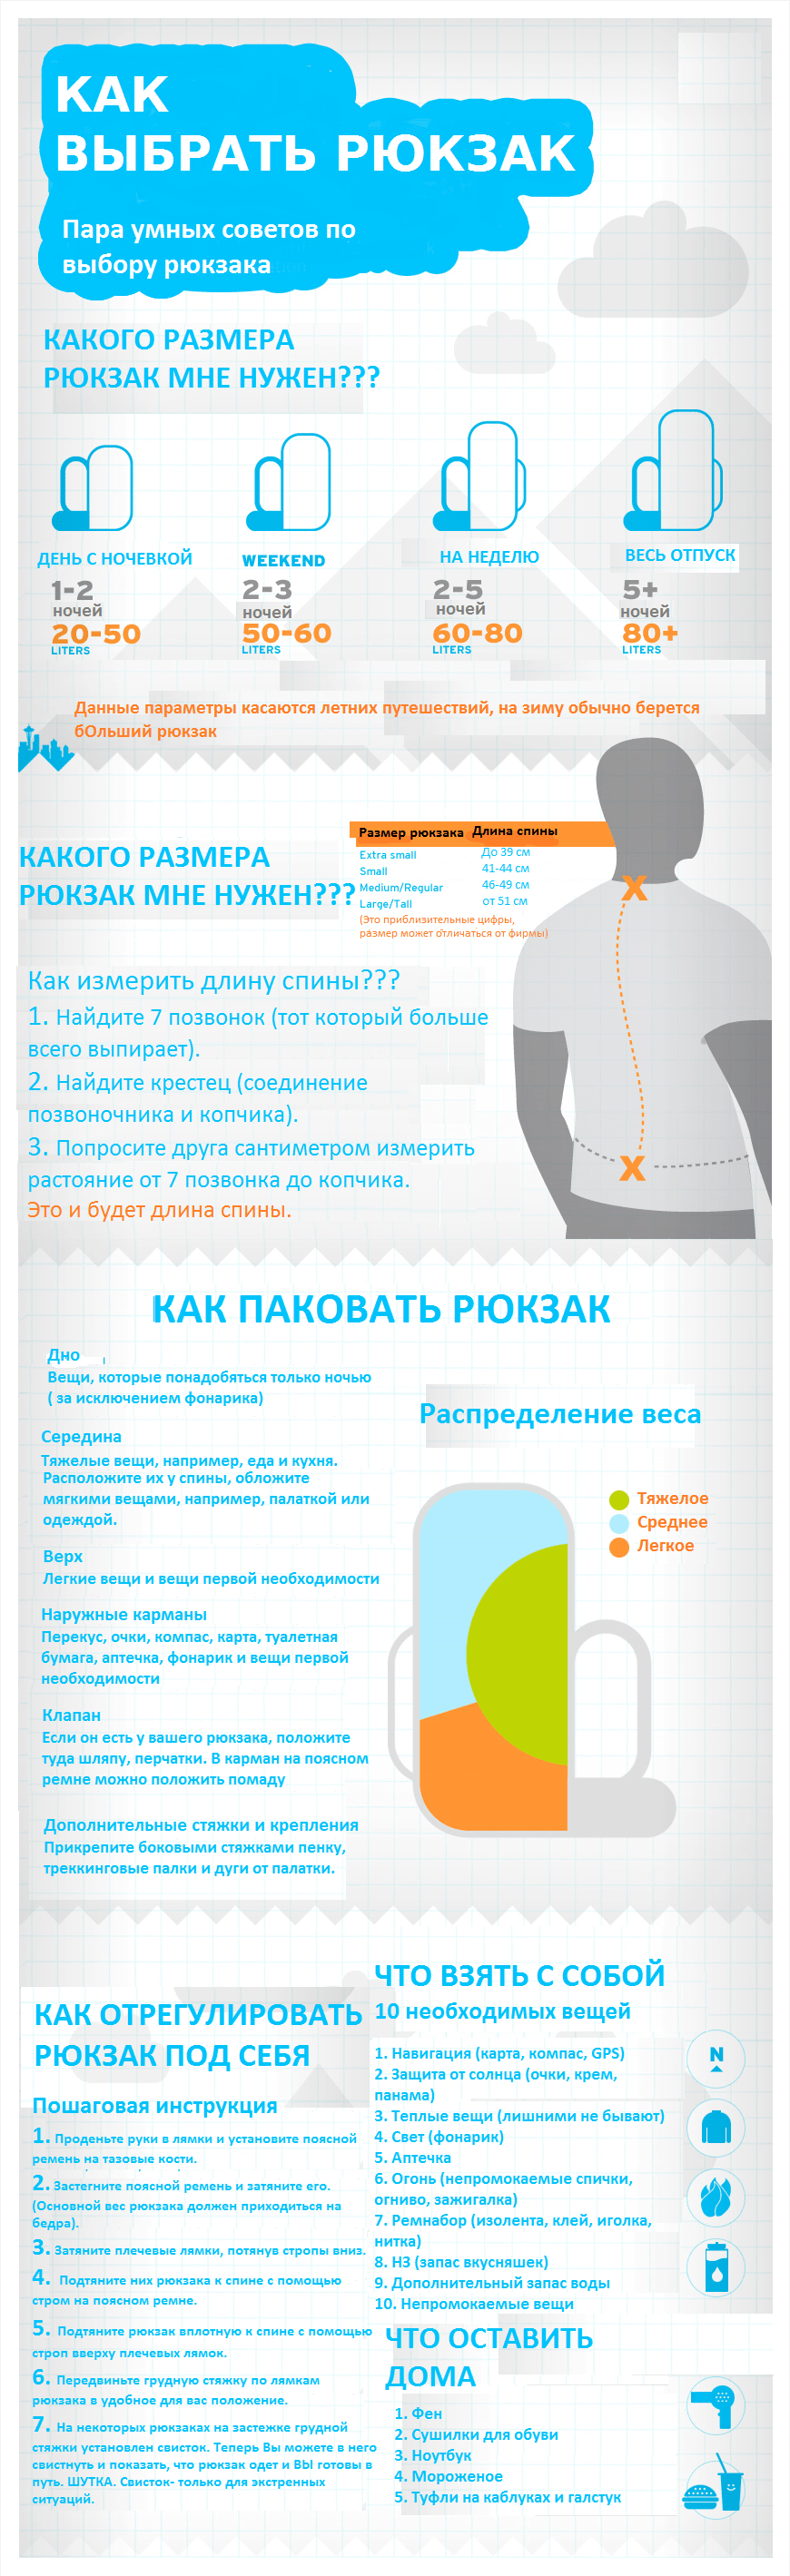 КАК
ВЫБРАТЬ РЮКЗАК
Пара умных советов по
выбору рюкзака
КАКОГО РАЗМЕРА
РЮКЗАК МНЕ НУЖЕН???
ДЕНЬ С НОЧЕВКОЙ
1-2
ночей
20-50
LITERS
WEEKEND
2-3
ночей
50-60
LITERS
НА НЕДЕЛЮ
2-5
ночей
60-80
LITERS
ВЕСЬ ОТПУСК
5+
ночей
80+
LITERS
Данные параметры касаются летних путешествий, на зиму обычно берется
бОльший рюкзак
КАКОГО РАЗМЕРА
РЮКЗАК МНЕ НУЖЕН???
Размер рюкзака Длина спины
Extra small До 39 см
Small 41-44 см
Medium/Regular 46-49 см
Large/Tall от 51 см
(Это приблизительные цифры,
размер может отличаться от фирмы)
X
X
Как измерить длину спины???
1. Найдите 7 позвонок (тот который больше
всего выпирает).
2. Найдите крестец (соединение
позвоночника и копчика).
3. Попросите друга сантиметром измерить
растояние от 7 позвонка до копчика.
Это и будет длина спины.
КАК ПАКОВАТЬ РЮКЗАК
Дно
Вещи, которые понадобяться только ночью
( за исключением фонарика)
Середина
Тяжелые вещи, например, еда и кухня.
Расположите их у спины, обложите
мягкими вещами, например, палаткой или
одеждой.
Верх
Легкие вещи и вещи первой необходимости
Наружные карманы
Перекус, очки, компас, карта, туалетная
бумага, аптечка, фонарик и вещи первой
необходимости
Клапан
Если он есть у вашего рюкзака, положите
туда шляпу, перчатки. В карман на поясном
ремне можно положить помаду
Дополнительные стяжки и крепления
Прикрепите боковыми стяжками пенку,
треккинговые палки и дуги от палатки.
Распределение веса
Тяжелое
Среднее
Легкое
КАК ОТРЕГУЛИРОВАТЬ
РЮКЗАК ПОД СЕБЯ
Пошаговая инструкция
1. Проденьте руки в лямки и установите поясной
ремень на тазовые кости.
2. Застегните поясной ремень и затяните его.
(Основной вес рюкзака должен приходиться на
бедра).
3. Затяните плечевые лямки, потянув стропы вниз.
4. Подтяните них рюкзака к спине с помощью
стром на поясном ремне.
5. Подтяните рюкзак вплотную к спине с помощью
строп вверху плечевых лямок.
6. Передвиньте грудную стяжку по лямкам
рюкзака в удобное для вас положение.
7. На некоторых рюкзаках на застежке грудной
стяжки установлен свисток. Теперь Вы можете в него
свистнуть и показать, что рюкзак одет и ВЫ готовы в
путь. ШУТКА. Свисток- только для экстренных
ситуаций.
ЧТО ВЗЯТЬ С СОБОЙ
10 необходимых вещей
1. Навигация (карта, компас, GPS)
2. Защита от солнца (очки, крем,
панама)
3. Теплые вещи (лишними не бывают)
4. Свет (фонарик)
5. Аптечка
6. Огонь (непромокаемые спички,
огниво, зажигалка)
7. Ремнабор (изолента, клей, иголка,
нитка)
8. НЗ (запас вкусняшек)
9. Дополнительный запас воды
10. Непромокаемые вещи
N
ЧТО ОСТАВИТЬ
ДОМА
1. Фен
2. Сушилки для обуви
3. Ноутбук
4. Мороженое
5. Туфли на каблуках и галстук